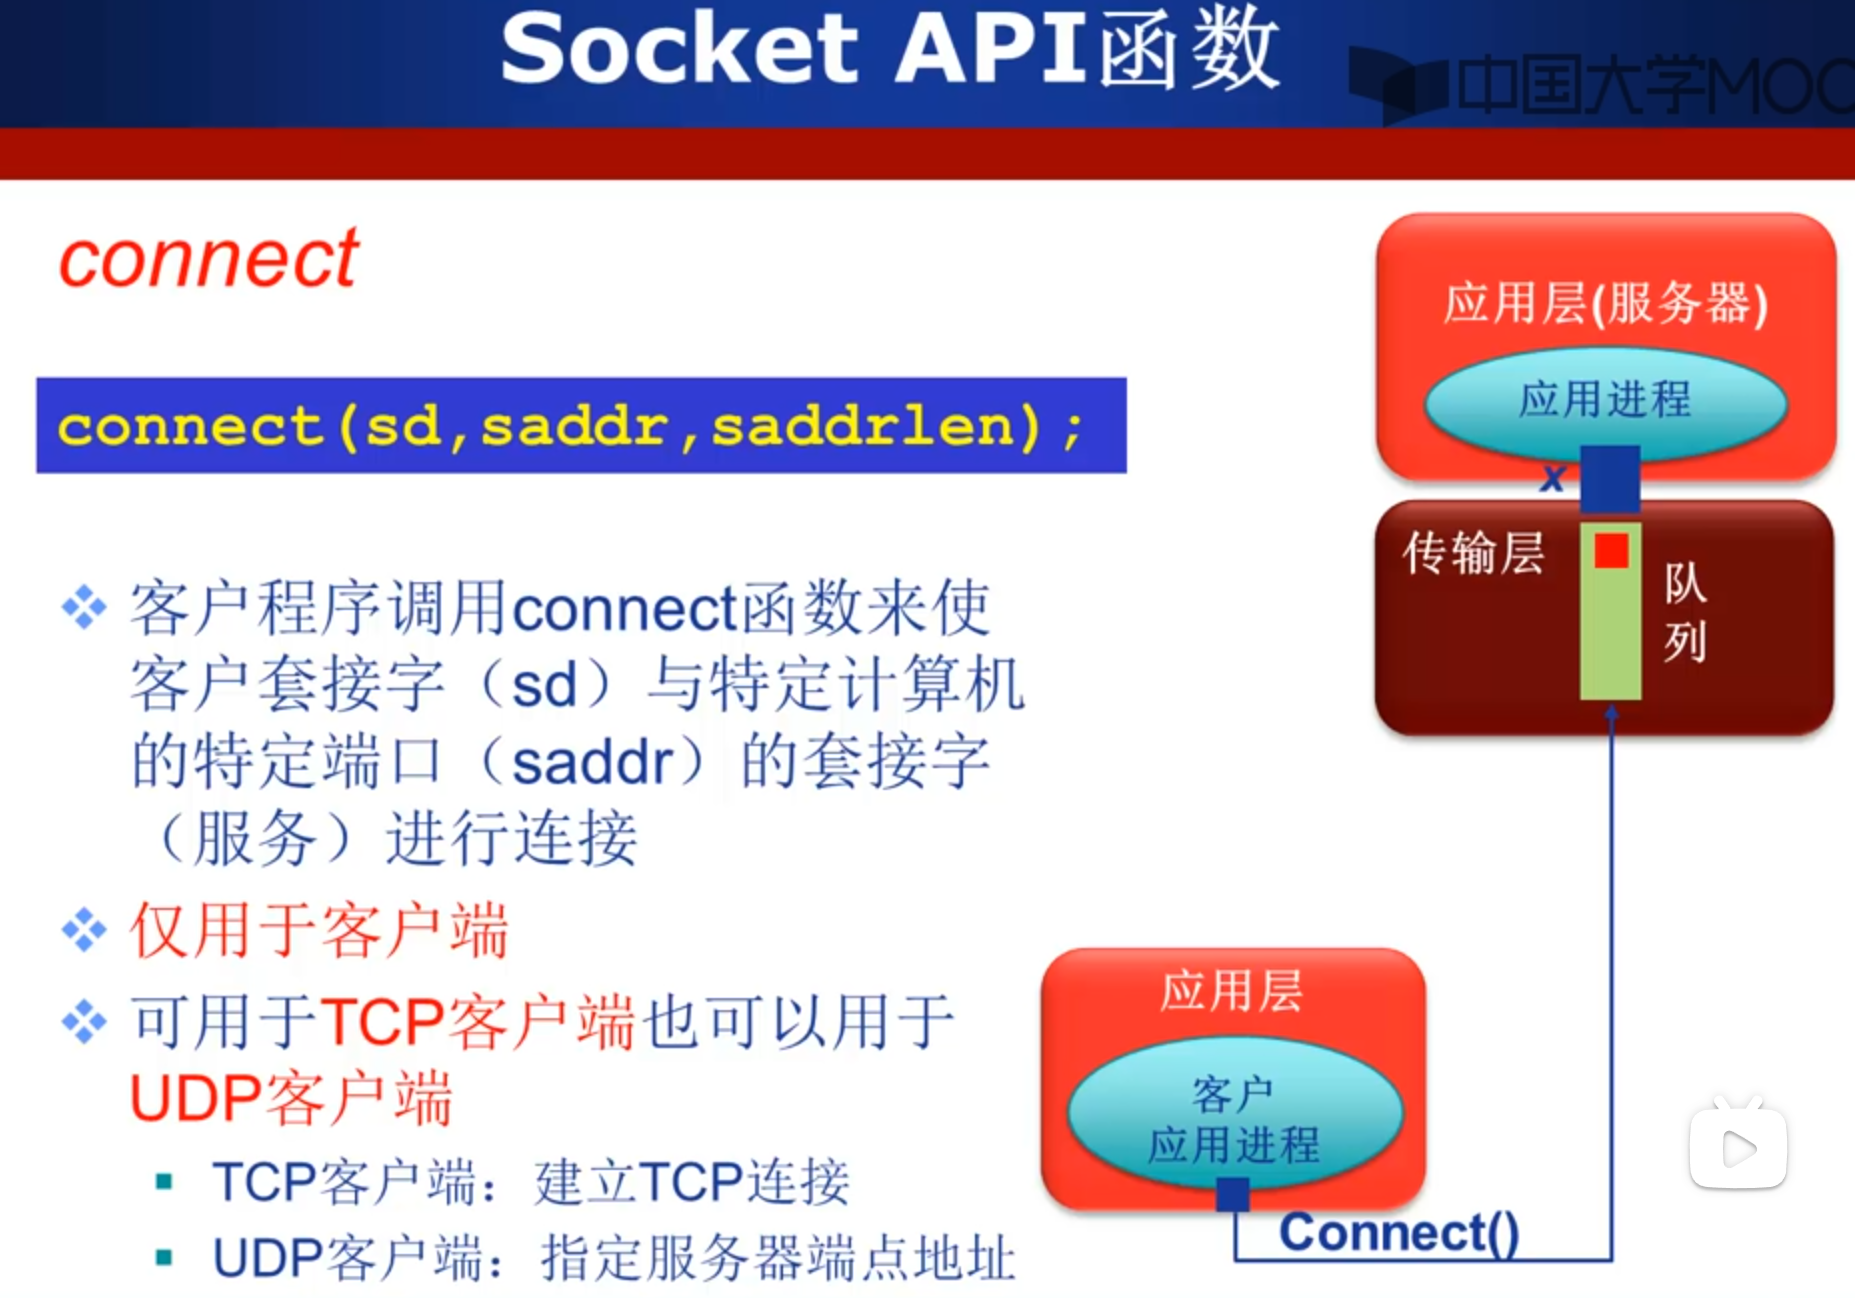 Socket API函数
中国大学MOOC
connect
connect(sd,saddr,saddrlen);
客户程序调用connect函数来使
客户套接字（sd）与特定计算机
的特定端口（saddr）的套接字
（服务）进行连接
仅用于客户端
可用于TCP客户端也可以用于
UDP客户端
TCP客户端：建立TCP连接
UDP客户端：指定服务器端点地址
应用层(服务器)
应用进程
x
传输层
队
列
应用层
客户
应用进程
Connect()